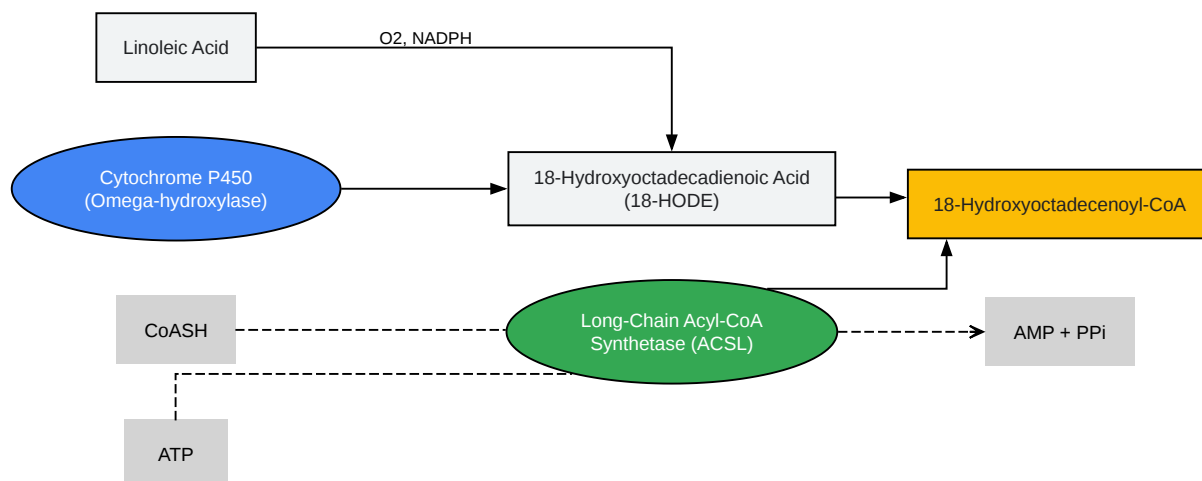 Linoleic Acid
O2, NADPH
Cytochrome P450
(Omega-hydroxylase)
18-Hydroxyoctadecadienoic Acid
(18-HODE)
18-Hydroxyoctadecenoyl-CoA
CoASH
Long-Chain Acyl-CoA
Synthetase (ACSL)
AMP + PPi
ATP